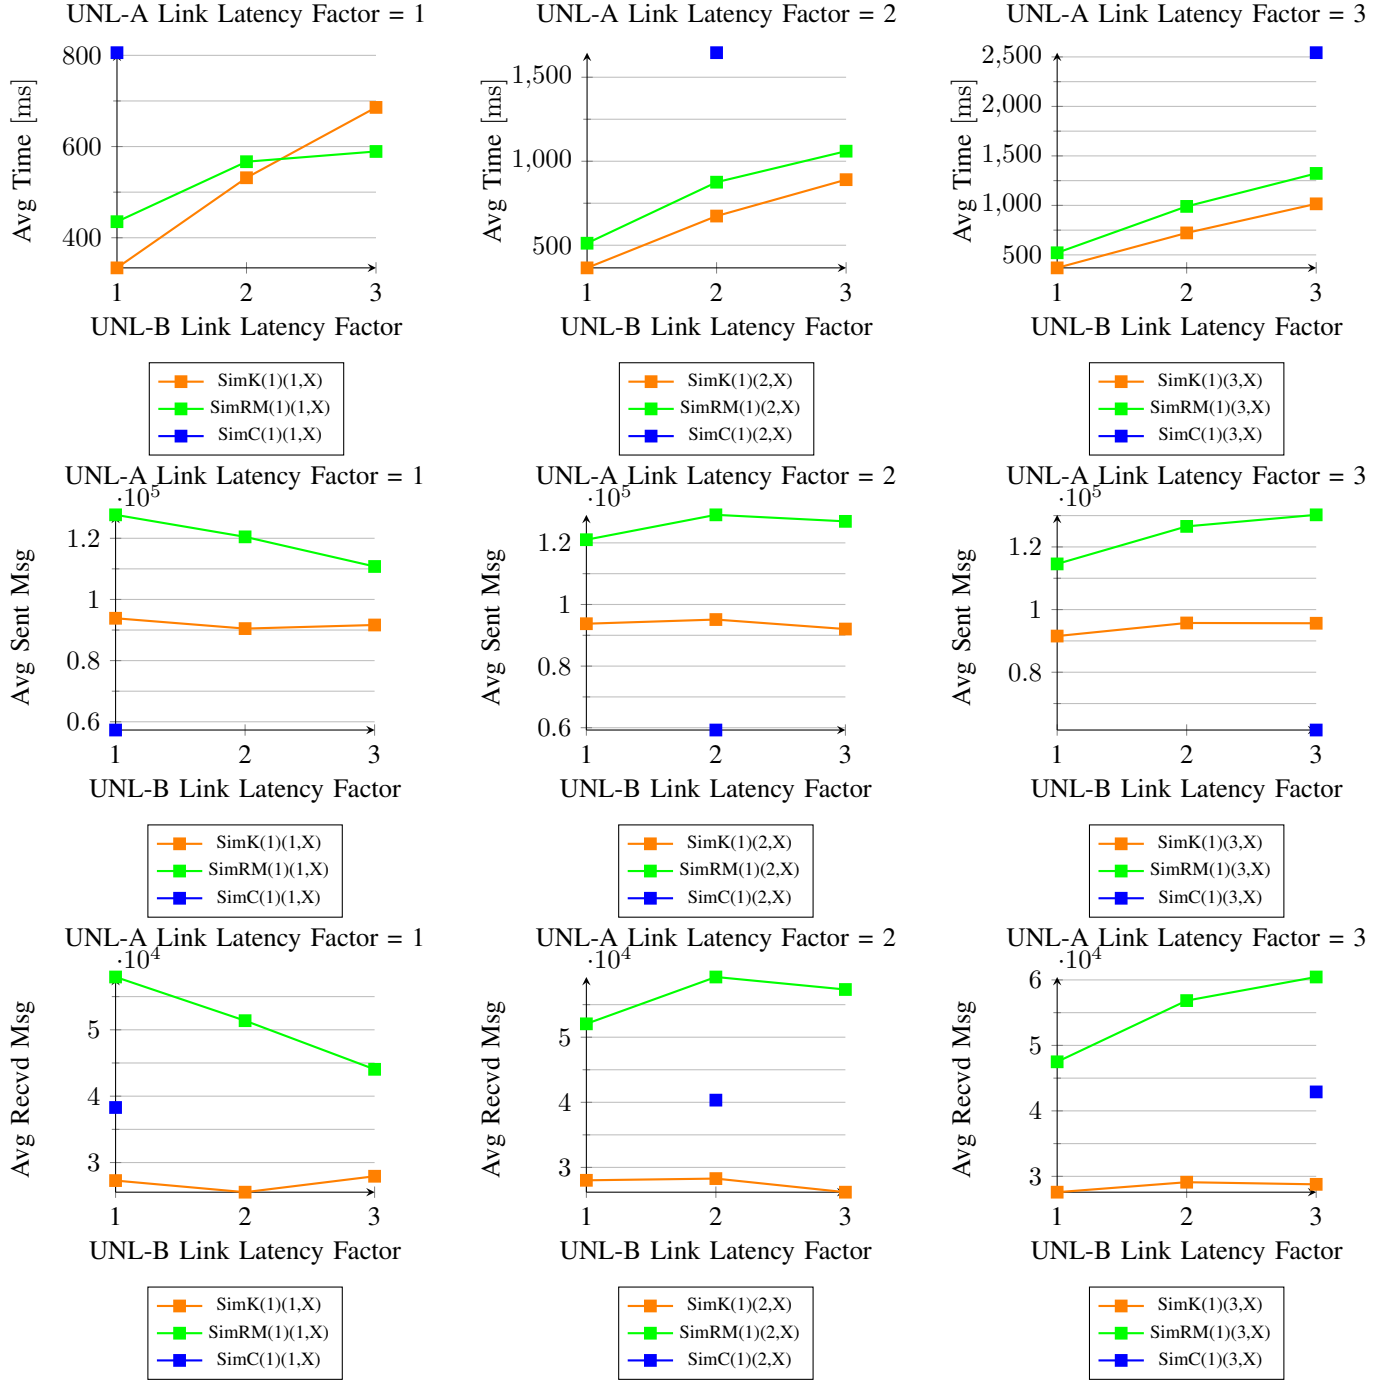 UNL-A Link Latency Factor = 1
800
600
400
Avg Time [ms]
1 2 3
UNL-B Link Latency Factor
SimK(1)(1,X)
SimRM(1)(1,X)
SimC(1)(1,X)
UNL-A Link Latency Factor = 2
1,500
1,000
500
Avg Time [ms]
1 2 3
UNL-B Link Latency Factor
SimK(1)(2,X)
SimRM(1)(2,X)
SimC(1)(2,X)
UNL-A Link Latency Factor = 3
2,500
2,000
1,500
1,000
500
Avg Time [ms]
1 2 3
UNL-B Link Latency Factor
SimK(1)(3,X)
SimRM(1)(3,X)
SimC(1)(3,X)
UNL-A Link Latency Factor = 1
·10⁵
1.2
1
0.8
0.6
Avg Sent Msg
1 2 3
UNL-B Link Latency Factor
SimK(1)(1,X)
SimRM(1)(1,X)
SimC(1)(1,X)
UNL-A Link Latency Factor = 2
·10⁵
1.2
1
0.8
0.6
Avg Sent Msg
1 2 3
UNL-B Link Latency Factor
SimK(1)(2,X)
SimRM(1)(2,X)
SimC(1)(2,X)
UNL-A Link Latency Factor = 3
·10⁵
1.2
1
0.8
Avg Sent Msg
1 2 3
UNL-B Link Latency Factor
SimK(1)(3,X)
SimRM(1)(3,X)
SimC(1)(3,X)
UNL-A Link Latency Factor = 1
·10⁴
5
4
3
Avg Recvd Msg
1 2 3
UNL-B Link Latency Factor
SimK(1)(1,X)
SimRM(1)(1,X)
SimC(1)(1,X)
UNL-A Link Latency Factor = 2
·10⁴
5
4
3
Avg Recvd Msg
1 2 3
UNL-B Link Latency Factor
SimK(1)(2,X)
SimRM(1)(2,X)
SimC(1)(2,X)
UNL-A Link Latency Factor = 3
·10⁴
6
5
4
3
Avg Recvd Msg
1 2 3
UNL-B Link Latency Factor
SimK(1)(3,X)
SimRM(1)(3,X)
SimC(1)(3,X)